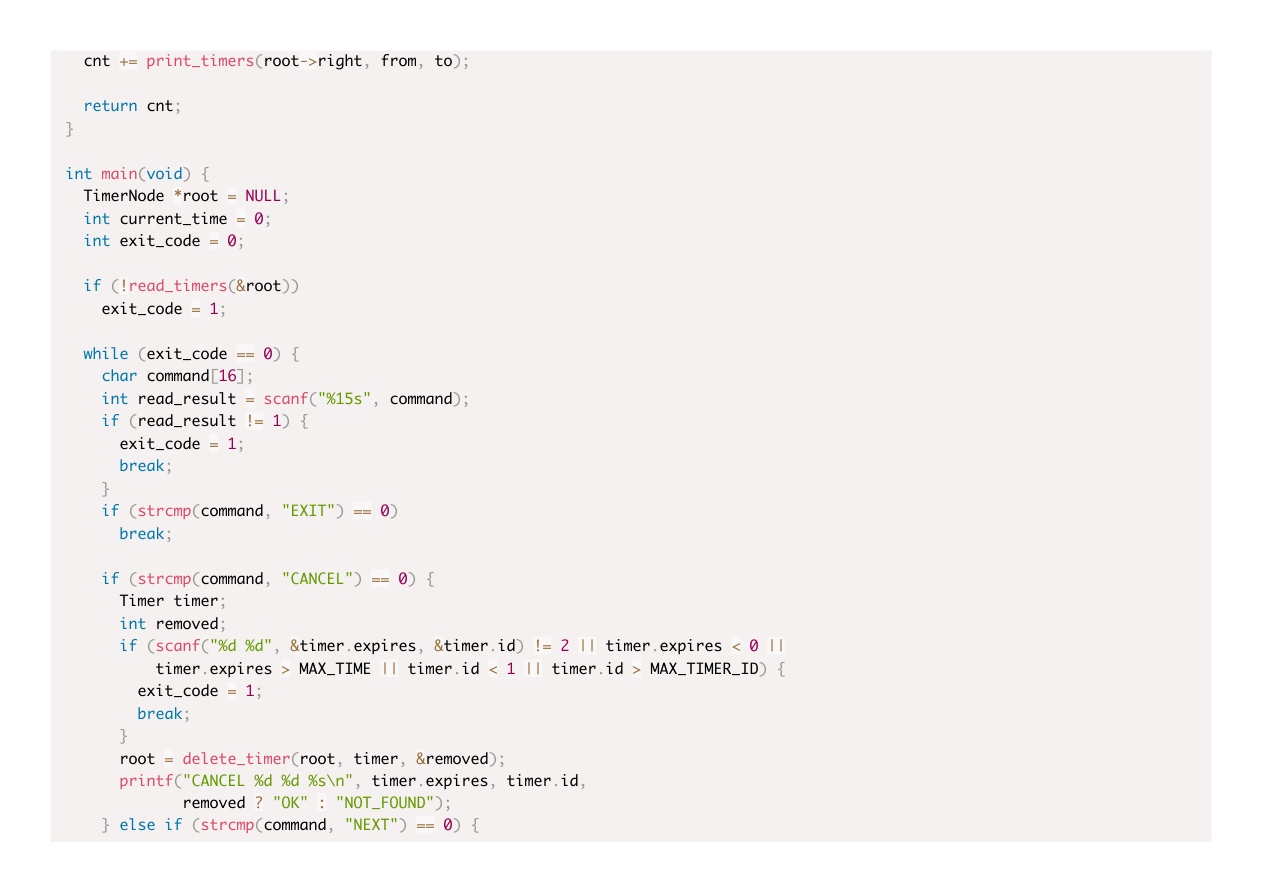 cnt += print_timers(root->right, from, to);

  return cnt;
}

int main(void) {
  TimerNode *root = NULL;
  int current_time = 0;
  int exit_code = 0;

  if (!read_timers(&root))
    exit_code = 1;

  while (exit_code == 0) {
    char command[16];
    int read_result = scanf("%15s", command);
    if (read_result != 1) {
      exit_code = 1;
      break;
    }
    if (strcmp(command, "EXIT") == 0)
      break;

    if (strcmp(command, "CANCEL") == 0) {
      Timer timer;
      int removed;
      if (scanf("%d %d", &timer.expires, &timer.id) != 2 || timer.expires < 0 ||
          timer.expires > MAX_TIME || timer.id < 1 || timer.id > MAX_TIMER_ID) {
        exit_code = 1;
        break;
      }
      root = delete_timer(root, timer, &removed);
      printf("CANCEL %d %d %s\n", timer.expires, timer.id,
             removed ? "OK" : "NOT_FOUND");
    } else if (strcmp(command, "NEXT") == 0) {